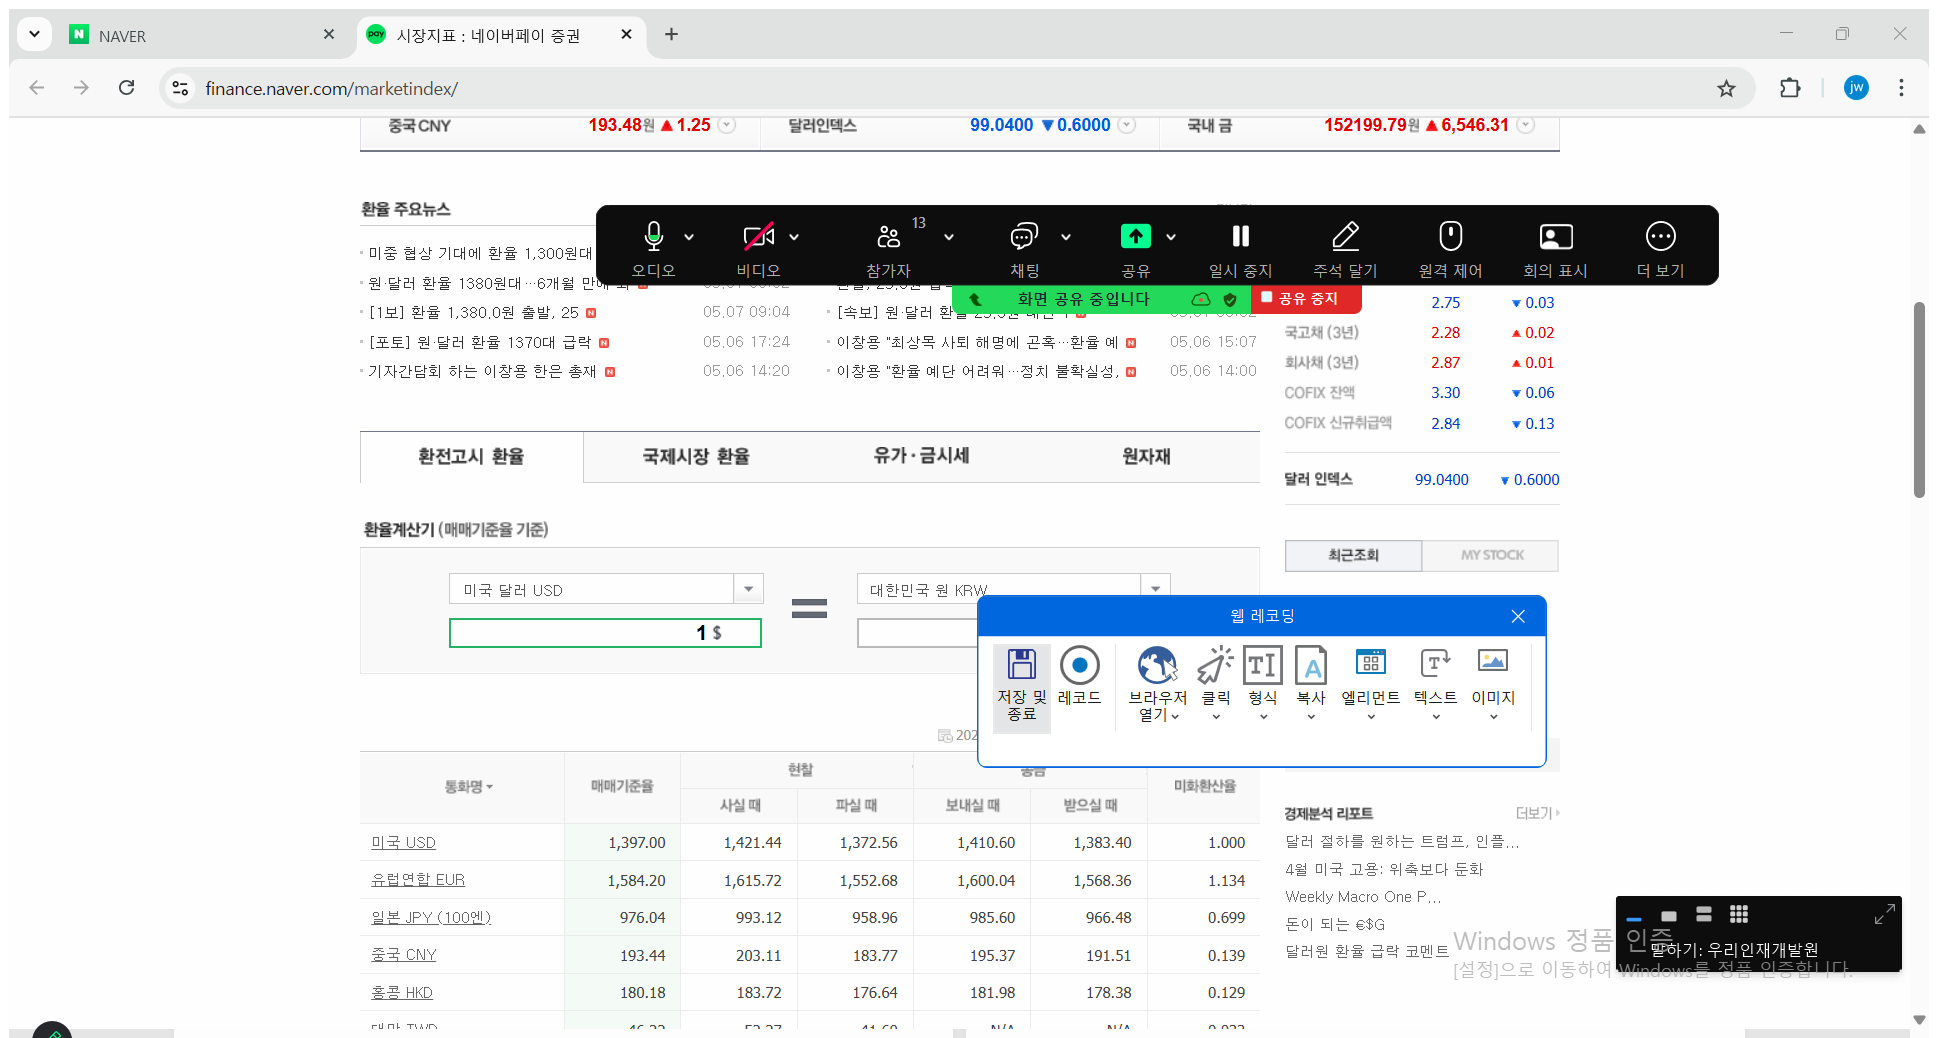 NAVER
시장지표 : 네이버페이 증권
finance.naver.com/marketindex/
jw
중국 CNY 193.48원 ▲1.25
달러인덱스 99.0400 ▼0.6000
국내 금 152199.79원 ▲6,546.31
환율 주요뉴스
오디오 비디오 참가자 13 채팅 공유 일시 중지 주석 달기 원격 제어 회의 표시 더 보기
화면 공유 중입니다 공유 중지
미중 협상 기대에 환율 1,300원대
원·달러 환율 1380원대…6개월 만에
[1보] 환율 1,380.0원 출발, 25 N 05.07 09:04
[속보] 원·달러 환율
[포토] 원·달러 환율 1370대 급락 N 05.06 17:24
이창용 "최상목 사퇴 해명에 곤혹…환율 예 N 05.06 15:07
기자간담회 하는 이창용 한은 총재 N 05.06 14:20
이창용 "환율 예단 어려워…정치 불확실성, N 05.06 14:00
2.75 ▼ 0.03
국고채 (3년) 2.28 ▲ 0.02
회사채 (3년) 2.87 ▲ 0.01
COFIX 잔액 3.30 ▼ 0.06
COFIX 신규취급액 2.84 ▼ 0.13
달러 인덱스 99.0400 ▼ 0.6000
최근조회 MY STOCK
환전고시 환율 국제시장 환율 유가·금시세 원자재
환율계산기 (매매기준율 기준)
미국 달러 USD
대한민국 원 KRW
1 $
웹 레코딩
저장 및 종료 레코드 브라우저 열기 클릭 형식 복사 엘리먼트 텍스트 이미지
통화명 매매기준율 현찰 미화환산율
사실 때 파실 때 보내실 때 받으실 때
미국 USD 1,397.00 1,421.44 1,372.56 1,410.60 1,383.40 1.000
유럽연합 EUR 1,584.20 1,615.72 1,552.68 1,600.04 1,568.36 1.134
일본 JPY (100엔) 976.04 993.12 958.96 985.60 966.48 0.699
중국 CNY 193.44 203.11 183.77 195.37 191.51 0.139
홍콩 HKD 180.18 183.72 176.64 181.98 178.38 0.129
경제분석 리포트 더보기
달러 절하를 원하는 트럼프, 인플...
4월 미국 고용: 위축보다 둔화
Weekly Macro One P...
돈이 되는 €$G
달러원 환율 급락 코멘트
말하기: 우리인재개발원
Windows 정품 인증
[설정]으로 이동하여 Windows를 정품 인증합니다.